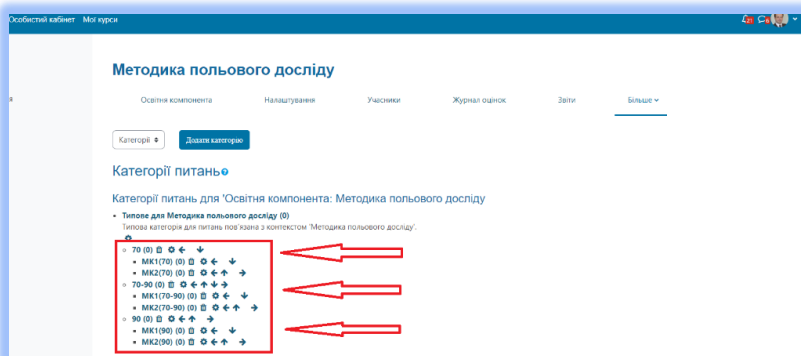 Особистий кабінет Мої курси
21 6
Методика польового досліду
Освітня компонента Налаштування Учасники Журнал оцінок Звіти Більше
Категорії Додати категорію
Категорії питань
Категорії питань для 'Освітня компонента: Методика польового досліду
Типове для Методика польового досліду (0)
Типова категорія для питань пов'язана з контекстом 'Методика польового досліду'.
70 (0)
МК1(70) (0)
МК2(70) (0)
70-90 (0)
МК1(70-90) (0)
МК2(70-90) (0)
90 (0)
МК1(90) (0)
МК2(90) (0)